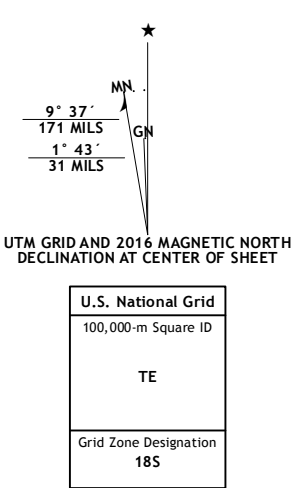 ★
MN
9° 37´
171 MILS
GN
1° 43´
31 MILS
UTM GRID AND 2016 MAGNETIC NORTH
DECLINATION AT CENTER OF SHEET
U.S. National Grid
100,000-m Square ID
TE
Grid Zone Designation
18S